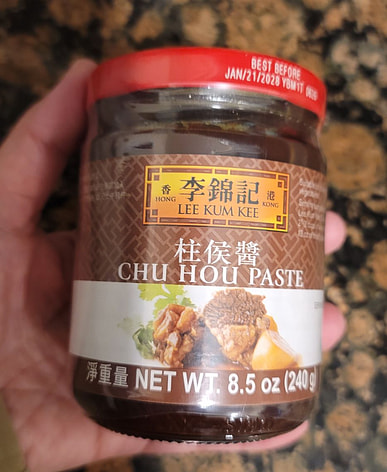 BEST BEFORE
JAN/21/2028 YBM1T
香 李錦記 港
HONG LEE KUM KEE KONG
柱侯醬
CHU HOU PASTE
淨重量 NET WT. 8.5 oz (240 g)